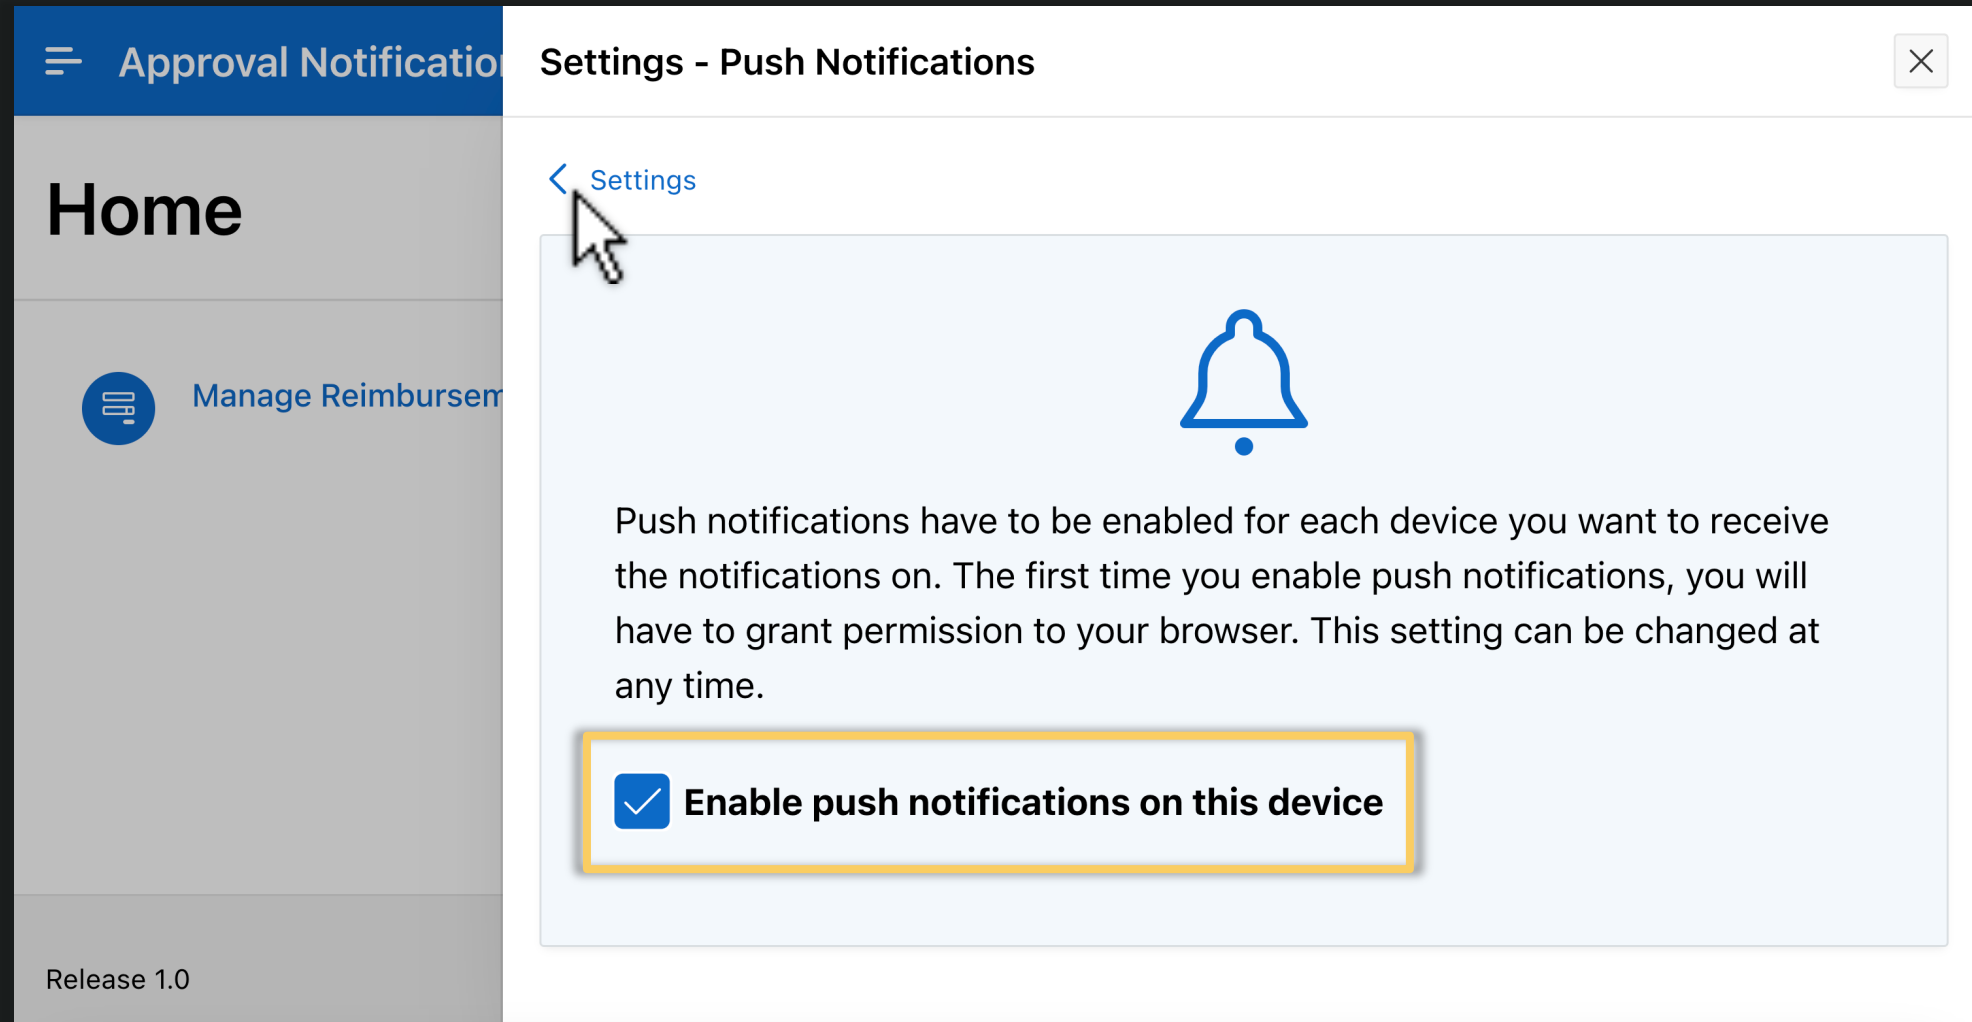 Approval Notification
Settings - Push Notifications
Settings
Home
Manage Reimbursem
Push notifications have to be enabled for each device you want to receive
the notifications on. The first time you enable push notifications, you will
have to grant permission to your browser. This setting can be changed at
any time.
Enable push notifications on this device
Release 1.0